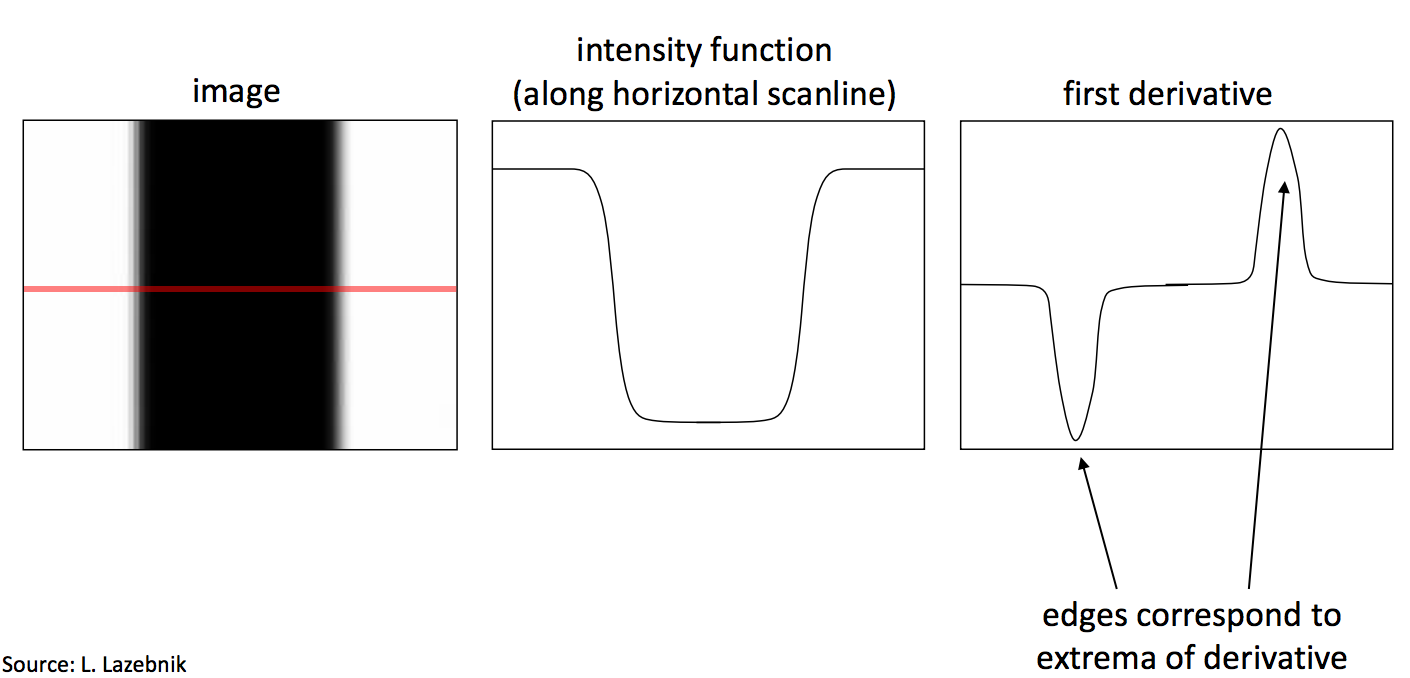 image
intensity function
(along horizontal scanline)
first derivative
edges correspond to
extrema of derivative
Source: L. Lazebnik